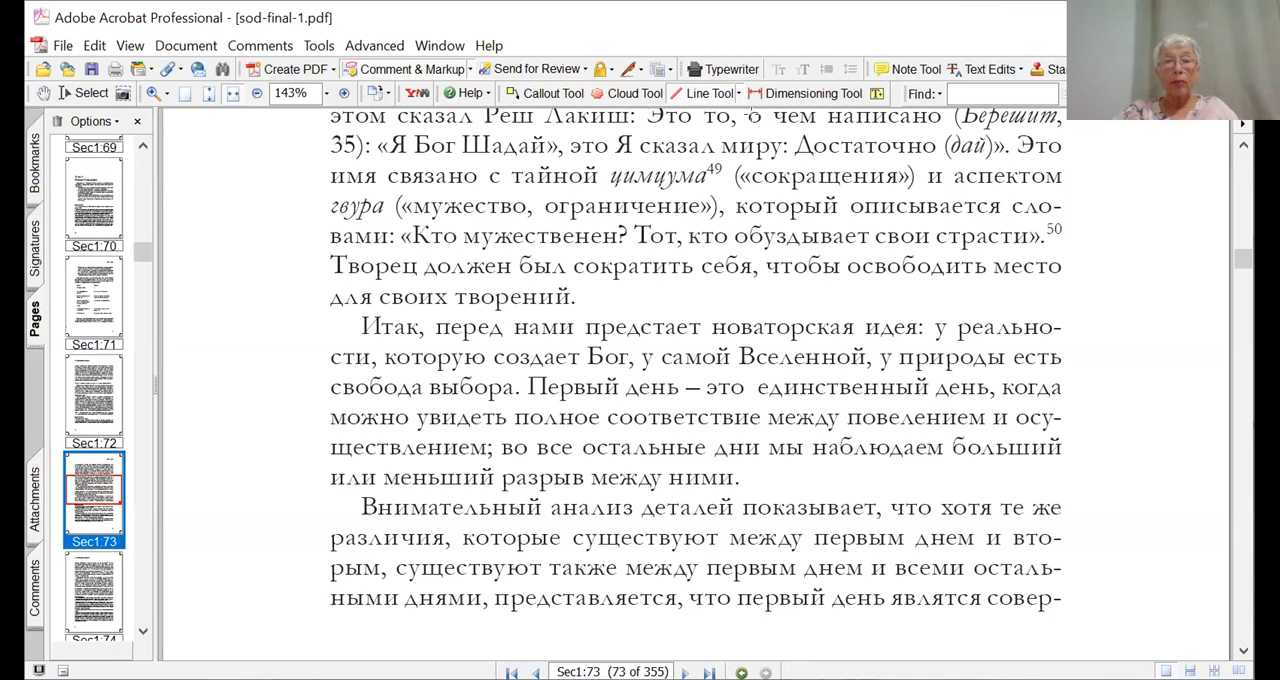 Adobe Acrobat Professional - [sod-final-1.pdf]
File Edit View Document Comments Tools Advanced Window Help
Create PDF Comment & Markup Send for Review Typewriter Note Tool Text Edits Sta
Select 143% Help Callout Tool Cloud Tool Line Tool Dimensioning Tool Find:
Options
Bookmarks
Signatures
Pages
Attachments
Comments
Sec1:69
Sec1:70
Sec1:71
Sec1:72
Sec1:73
Sec1:74
этом сказал Реш Лакиш: Это то, о чем написано (Берешит,
35): «Я Бог Шадай», это Я сказал миру: Достаточно (дай)». Это
имя связано с тайной цимцума49 («сокращения») и аспектом
гвура («мужество, ограничение»), который описывается сло-
вами: «Кто мужественен? Тот, кто обуздывает свои страсти».50
Творец должен был сократить себя, чтобы освободить место
для своих творений.
Итак, перед нами предстает новаторская идея: у реально-
сти, которую создает Бог, у самой Вселенной, у природы есть
свобода выбора. Первый день – это единственный день, когда
можно увидеть полное соответствие между повелением и осу-
ществлением; во все остальные дни мы наблюдаем больший
или меньший разрыв между ними.
Внимательный анализ деталей показывает, что хотя те же
различия, которые существуют между первым днем и вто-
рым, существуют также между первым днем и всеми осталь-
ными днями, представляется, что первый день являтся совер-
Sec1:73 (73 of 355)